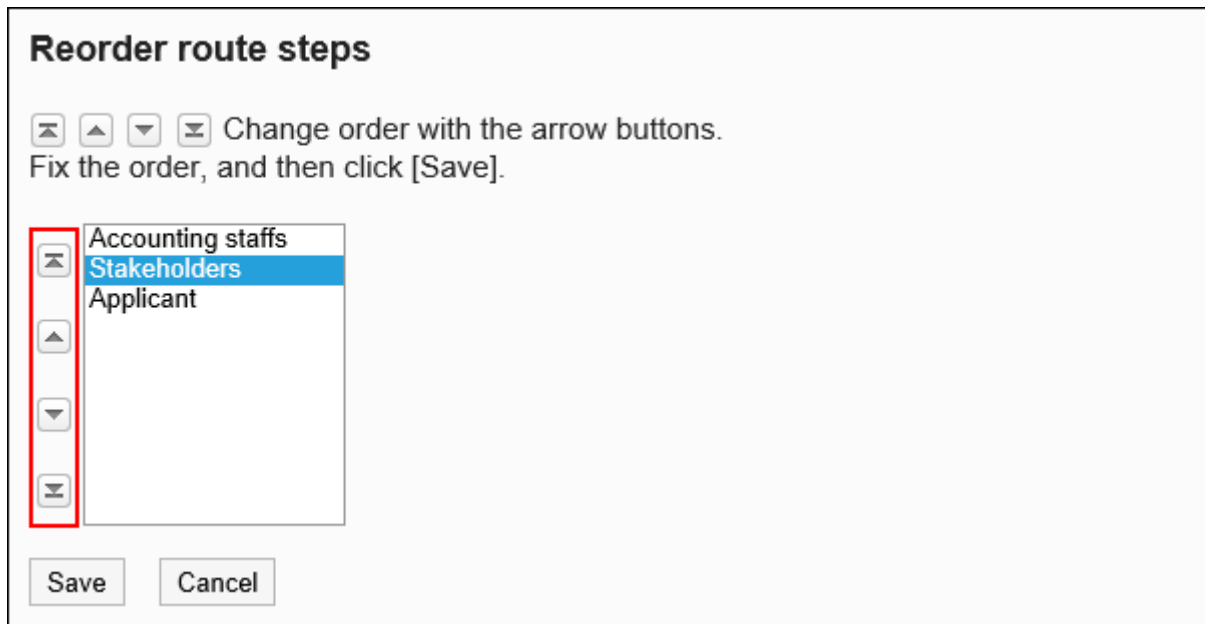 Reorder route steps
Change order with the arrow buttons.
Fix the order, and then click [Save].
Accounting staffs
Stakeholders
Applicant
Save Cancel